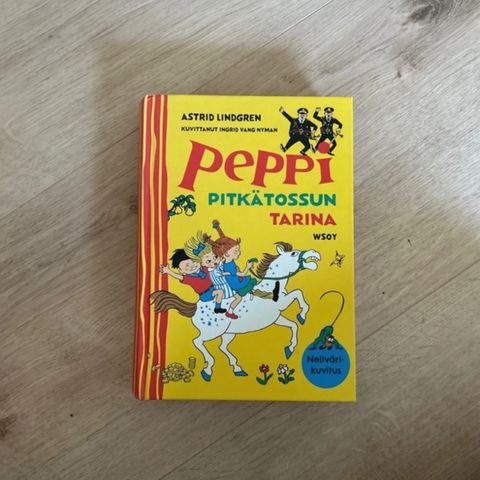 ASTRID LINDGREN
KUVITTANUT INGRID VANG NYMAN
PEPPI
PITKÄTOSSUN
TARINA
WSOY
Neliväri-
kuvitus